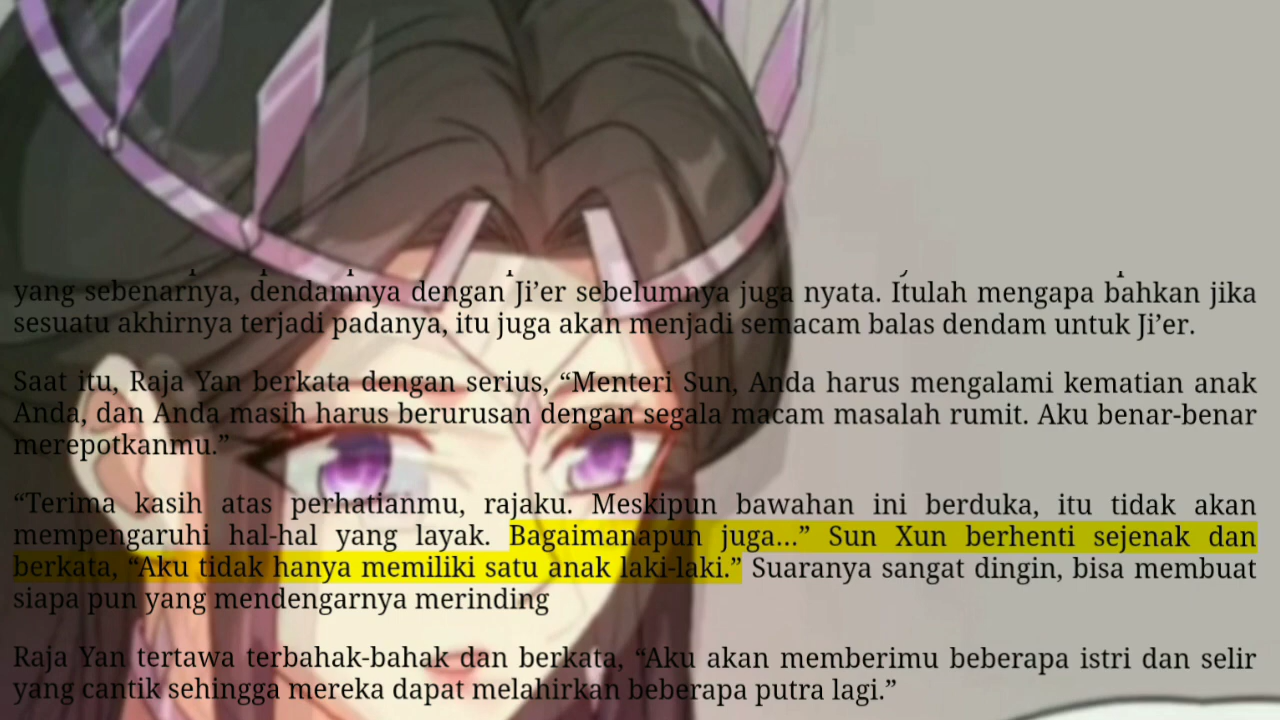 yang sebenarnya, dendamnya dengan Ji’er sebelumnya juga nyata. Itulah mengapa bahkan jika
sesuatu akhirnya terjadi padanya, itu juga akan menjadi semacam balas dendam untuk Ji’er.
Saat itu, Raja Yan berkata dengan serius, “Menteri Sun, Anda harus mengalami kematian anak
Anda, dan Anda masih harus berurusan dengan segala macam masalah rumit. Aku benar-benar
merepotkanmu.”
“Terima kasih atas perhatianmu, rajaku. Meskipun bawahan ini berduka, itu tidak akan
mempengaruhi hal-hal yang layak. Bagaimanapun juga...” Sun Xun berhenti sejenak dan
berkata, “Aku tidak hanya memiliki satu anak laki-laki.” Suaranya sangat dingin, bisa membuat
siapa pun yang mendengarnya merinding
Raja Yan tertawa terbahak-bahak dan berkata, “Aku akan memberimu beberapa istri dan selir
yang cantik sehingga mereka dapat melahirkan beberapa putra lagi.”